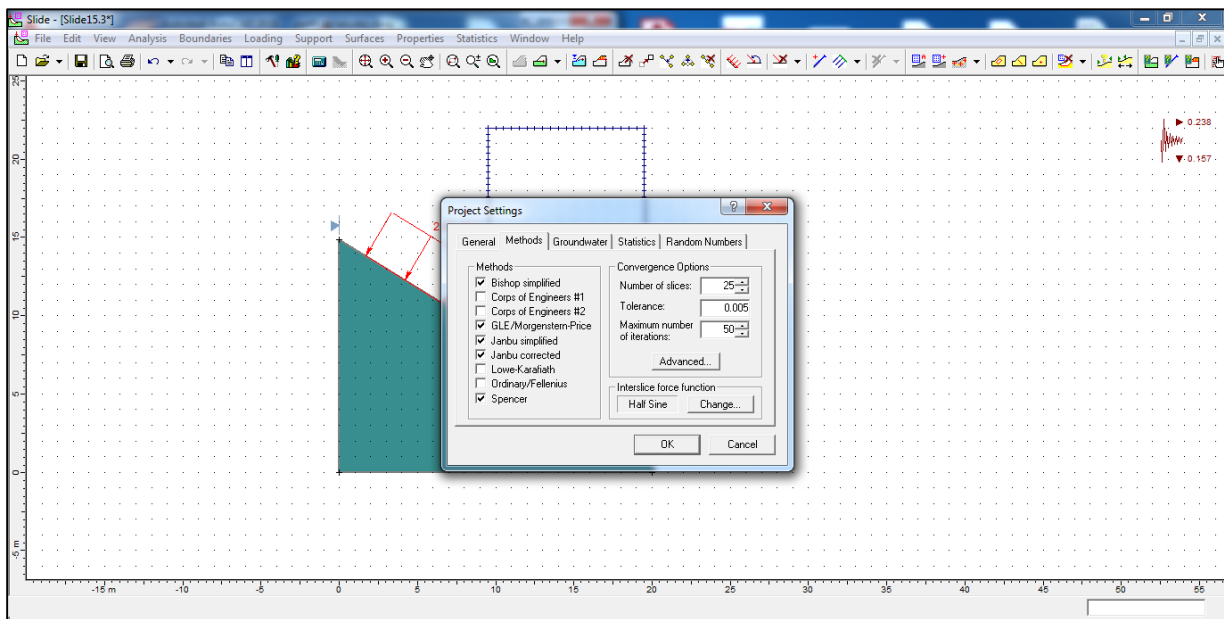 Slide - [Slide15.3*]
File Edit View Analysis Boundaries Loading Support Surfaces Properties Statistics Window Help
25
0.238
0.157
20
15
10
5
0
-5 m
2
Project Settings
General Methods Groundwater Statistics Random Numbers
Methods
Bishop simplified
Corps of Engineers #1
Corps of Engineers #2
GLE/Morgenstern-Price
Janbu simplified
Janbu corrected
Lowe-Karafiath
Ordinary/Fellenius
Spencer
Convergence Options
Number of slices: 25
Tolerance: 0.005
Maximum number
of iterations: 50
Advanced...
Interslice force function
Half Sine Change...
OK Cancel
-15 m -10 -5 0 5 10 15 20 25 30 35 40 45 50 55